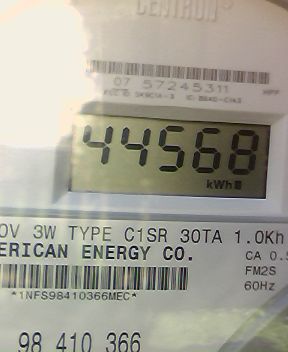 CENTRON
07 57245311
44568
kWh
0V 3W TYPE C1SR 30TA 1.0Kh
ERICAN ENERGY CO.
CA 0.5
FM2S
*1NFS98410366MEC*
60Hz
98 410 366